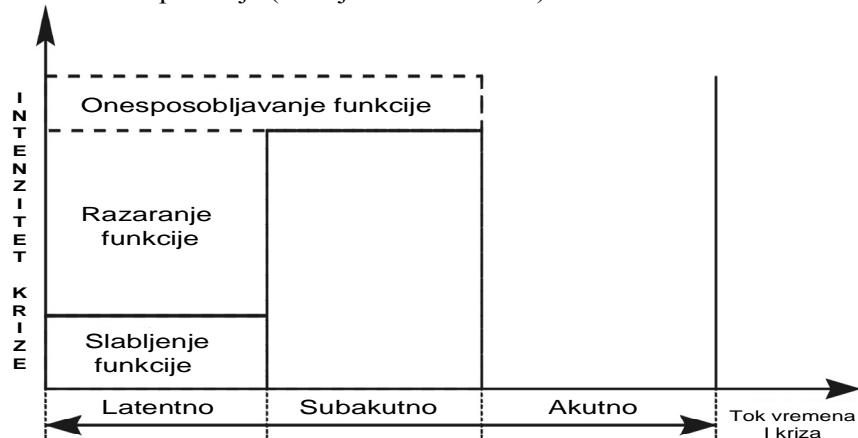 Onesposobljavanje funkcije
Razaranje
funkcije
Slabljenje
funkcije
INTENZITET KRIZE
Latentno
Subakutno
Akutno
Tok vremena
I kriza